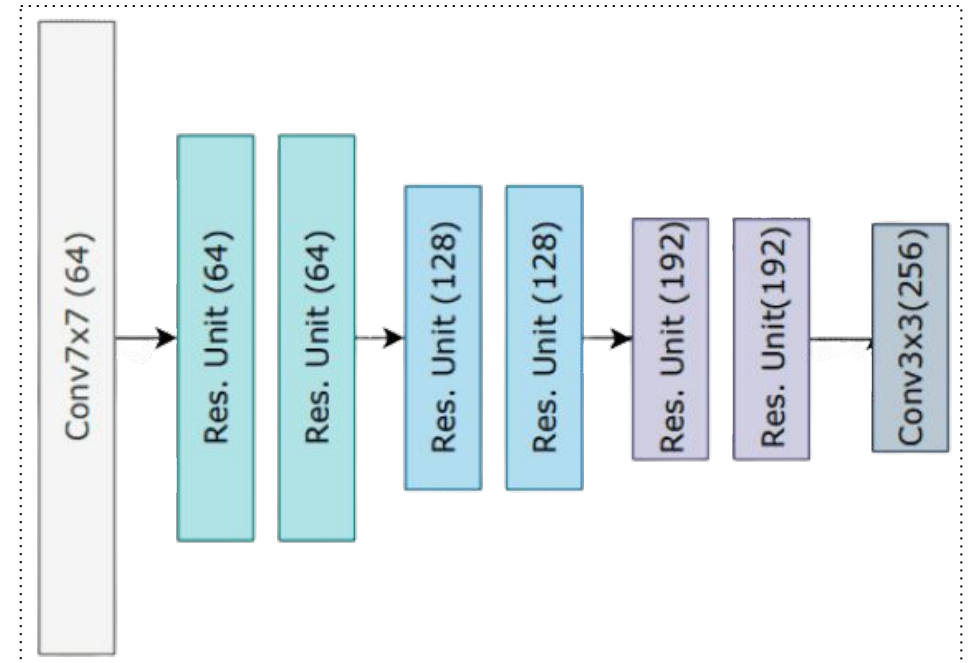 Conv7x7 (64)
Res. Unit (64)
Res. Unit (64)
Res. Unit (128)
Res. Unit (128)
Res. Unit (192)
Res. Unit(192)
Conv3x3(256)